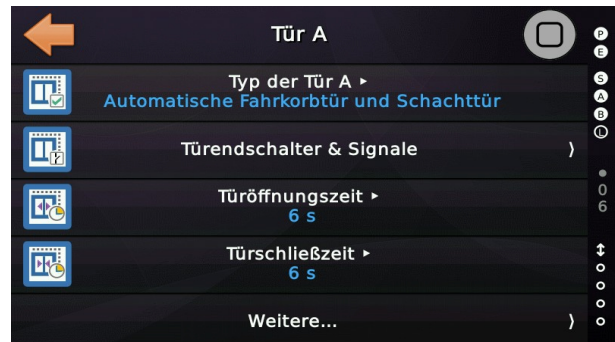 Tür A
Typ der Tür A ▸
Automatische Fahrkorbtür und Schachttür
Türendschalter & Signale ⟩
Türöffnungszeit ▸
6 s
Türschließzeit ▸
6 s
Weitere... ⟩
P
E
S
A
B
L
0
6